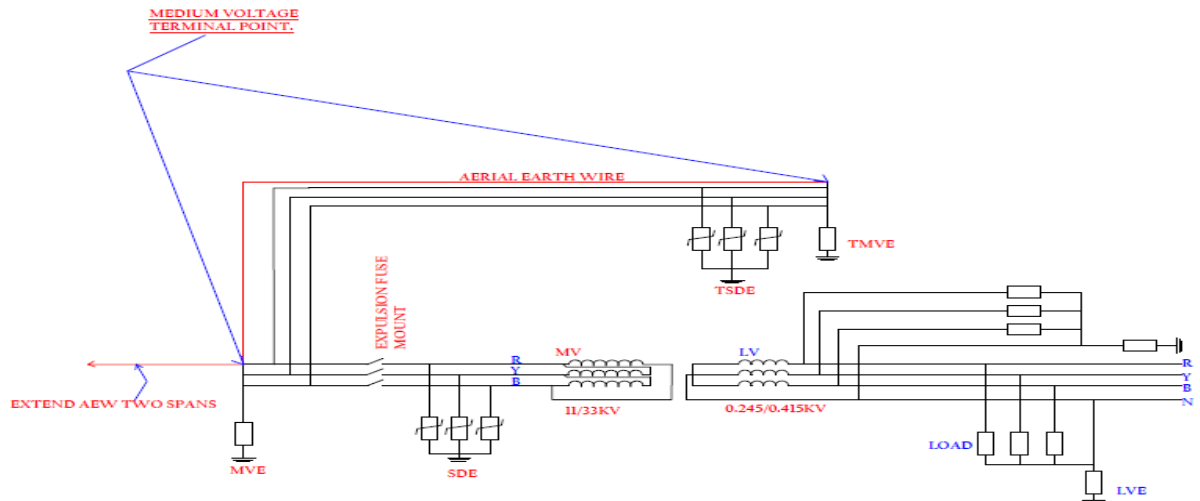 MEDIUM VOLTAGE
TERMINAL POINT.
AERIAL EARTH WIRE
TMVE
TSDE
EXPULSION FUSE
MOUNT
R
Y
B
MV
LV
R
Y
B
N
EXTEND AEW TWO SPANS
II/33KV
0.245/0.415KV
LOAD
MVE
SDE
LVE